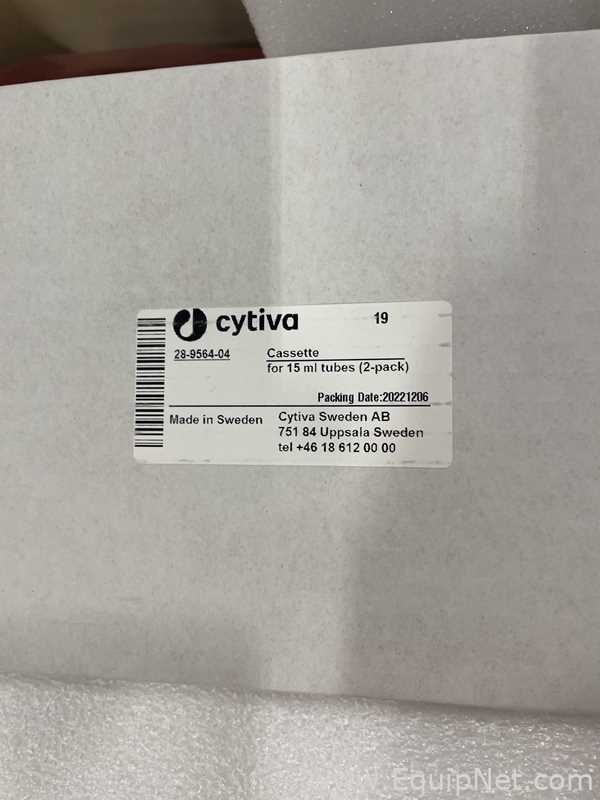 cytiva 19
28-9564-04 Cassette
for 15 ml tubes (2-pack)
Packing Date:20221206
Made in Sweden Cytiva Sweden AB
751 84 Uppsala Sweden
tel +46 18 612 00 00
EquipNet.com